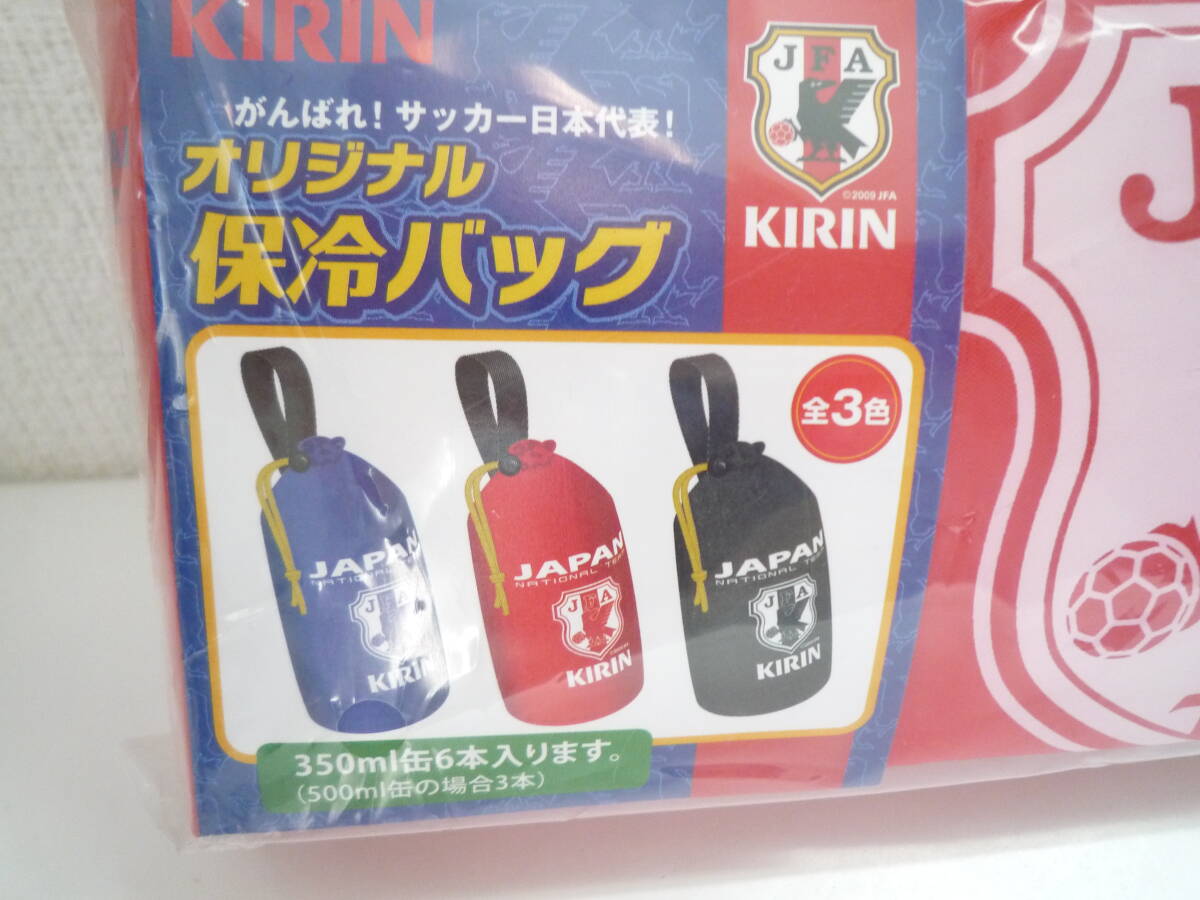 KIRIN
がんばれ！サッカー日本代表！
オリジナル
保冷バッグ
JFA
©2009 JFA
KIRIN
全3色
JAPAN
NATIONAL
JFA
KIRIN
JAPAN
NATIONAL TE
JFA
KIRIN
JAPAN
NATIONAL TEA
JFA
KIRIN
350ml缶6本入ります。
（500ml缶の場合3本）
J